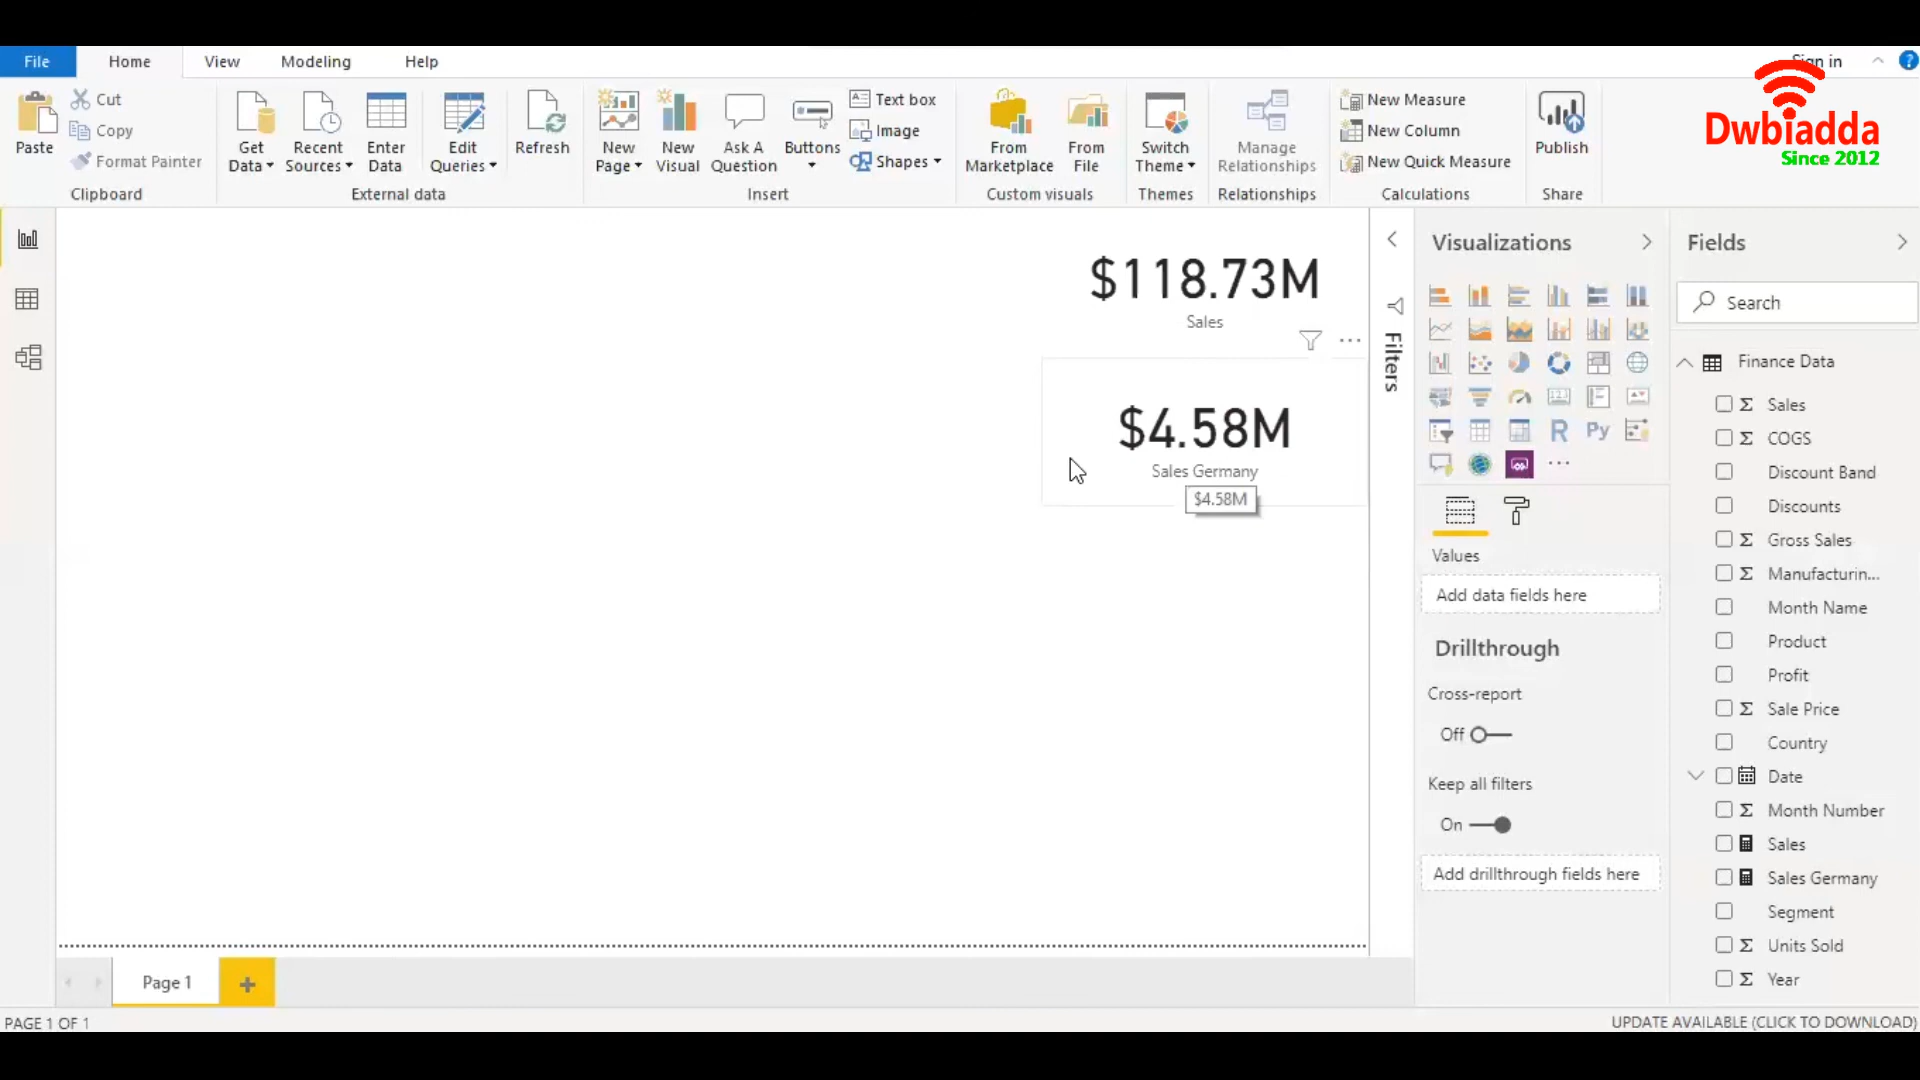 File Home View Modeling Help Sign in ?
Paste Cut Copy Format Painter Clipboard
Get Data Recent Sources Enter Data Edit Queries Refresh External data
New Page New Visual Ask A Question Buttons Text box Image Shapes Insert
From Marketplace From File Custom visuals
Switch Theme Themes
Manage Relationships Relationships
New Measure New Column New Quick Measure Calculations
Publish Share
Dwbiadda
Since 2012
$118.73M
Sales
$4.58M
Sales Germany
$4.58M
Filters
Visualizations
R Py
Values
Add data fields here
Drillthrough
Cross-report
Off
Keep all filters
On
Add drillthrough fields here
Fields
Search
Finance Data
Σ Sales
Σ COGS
Discount Band
Discounts
Σ Gross Sales
Σ Manufacturin...
Month Name
Product
Profit
Σ Sale Price
Country
Date
Σ Month Number
Sales
Sales Germany
Segment
Σ Units Sold
Σ Year
Page 1 +
PAGE 1 OF 1
UPDATE AVAILABLE (CLICK TO DOWNLOAD)